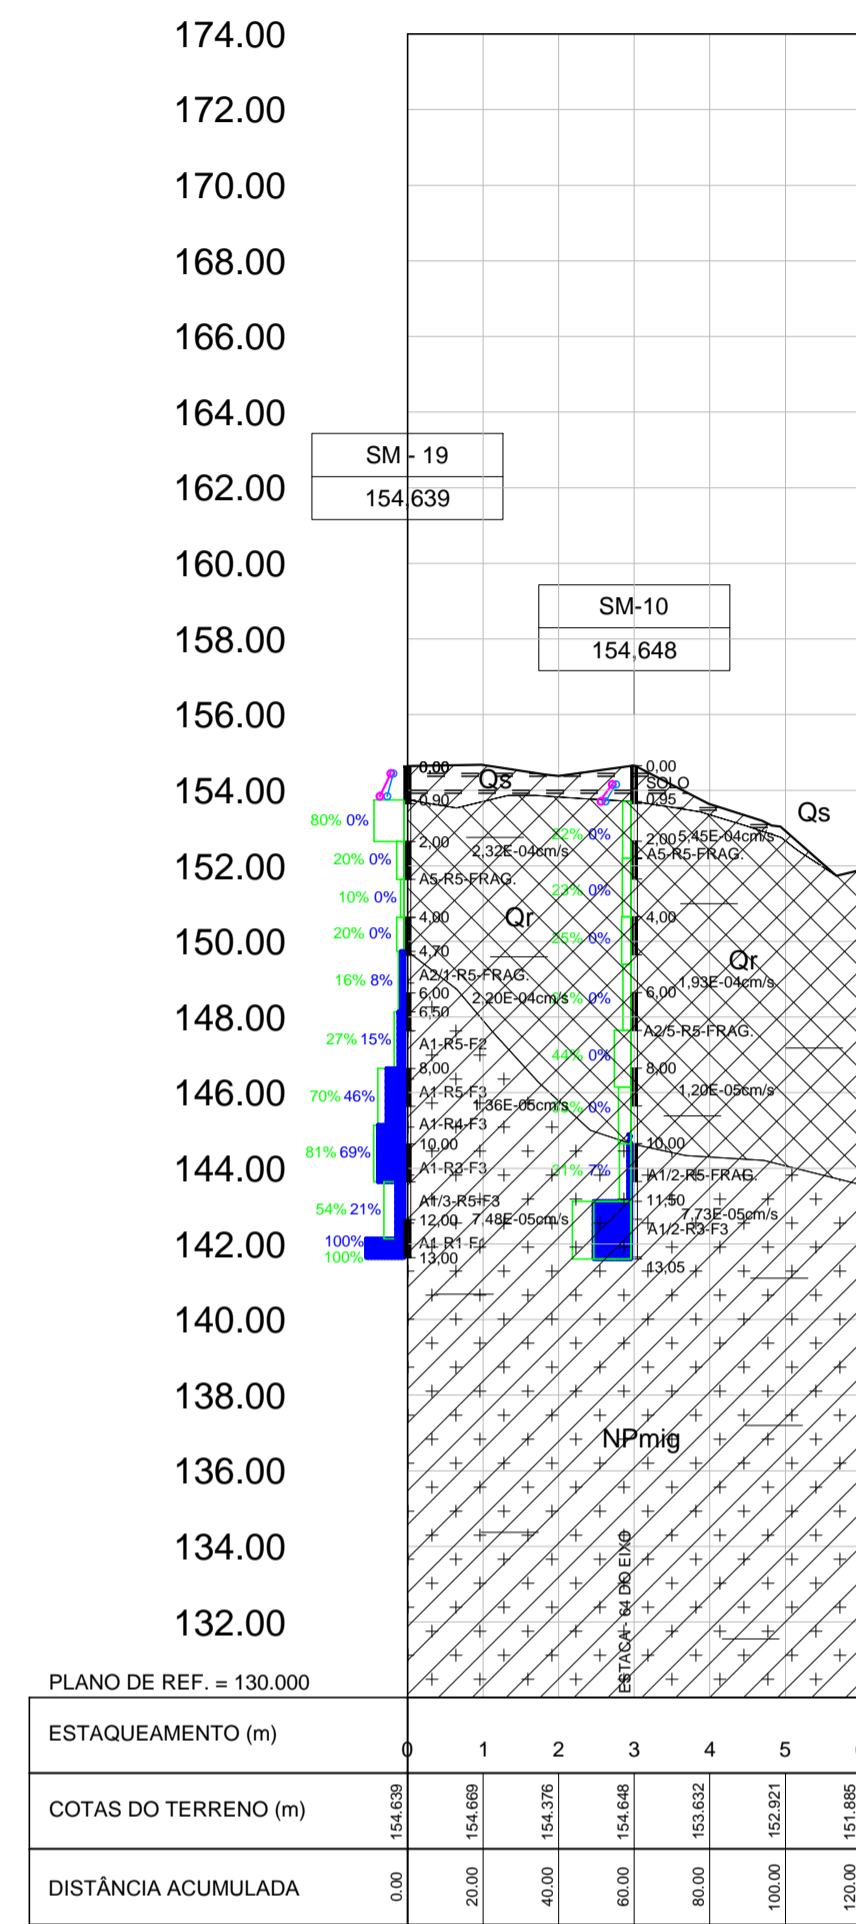 174.00
172.00
170.00
168.00
166.00
164.00
162.00
160.00
158.00
156.00
154.00
152.00
150.00
148.00
146.00
144.00
142.00
140.00
138.00
136.00
134.00
132.00
SM - 19
154,639
SM-10
154,648
Qs
Qs
Qr
Qr
NPmig
80% 0%
20% 0%
10% 0%
20% 0%
16% 8%
27% 15%
70% 46%
81% 69%
54% 21%
100%
100%
0,00
0,90
2,00
2,32E-04cm/s
A5-R5-FRAG.
4,00
4,70
A2/1-R5-FRAG.
6,00
2,20E-04cm/s
6,50
A1-R5-F2
8,00
A1-R5-F3
1,36E-05cm/s
A1-R4-F3
10,00
A1-R3-F3
A1/3-R5-F3
12,00
7,48E-05cm/s
A1-R1-F1
13,00
22% 0%
23% 0%
25% 0%
0%
44% 0%
0%
7%
0,00
SOLO
0,95
2,00
5,45E-04cm/s
A5-R5-FRAG.
4,00
1,93E-04cm/s
6,00
A2/5-R5-FRAG.
8,00
1,20E-05cm/s
10,00
A1/2-R5-FRAG.
11,50
7,73E-05cm/s
A1/2-R3-F3
13,05
ESTACA - 64 DO EIXO
PLANO DE REF. = 130.000
ESTAQUEAMENTO (m) 0 1 2 3 4 5
COTAS DO TERRENO (m) 154.639 154.669 154.376 154.648 153.632 152.921 151.885
DISTÂNCIA ACUMULADA 0.00 20.00 40.00 60.00 80.00 100.00 120.00